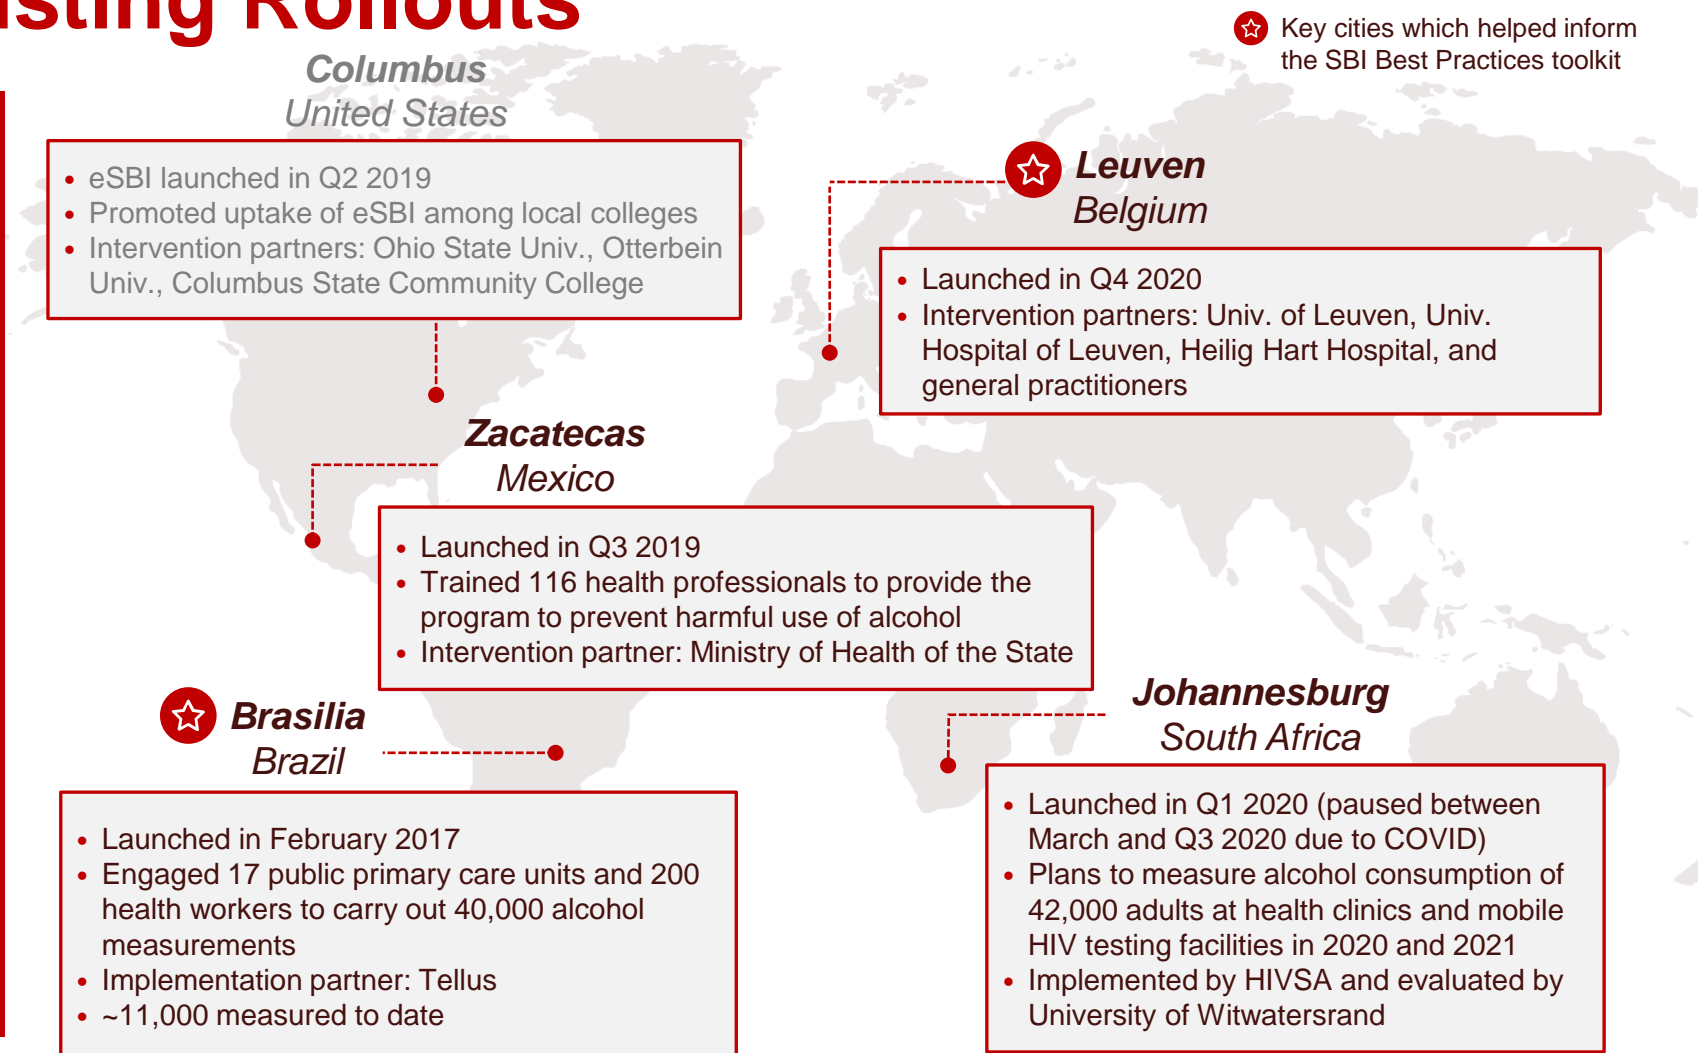 isting Rollouts
Key cities which helped inform
the SBI Best Practices toolkit
Columbus
United States
• eSBI launched in Q2 2019
• Promoted uptake of eSBI among local colleges
• Intervention partners: Ohio State Univ., Otterbein
Univ., Columbus State Community College
Leuven
Belgium
• Launched in Q4 2020
• Intervention partners: Univ. of Leuven, Univ.
Hospital of Leuven, Heilig Hart Hospital, and
general practitioners
Zacatecas
Mexico
• Launched in Q3 2019
• Trained 116 health professionals to provide the
program to prevent harmful use of alcohol
• Intervention partner: Ministry of Health of the State
Brasilia
Brazil
• Launched in February 2017
• Engaged 17 public primary care units and 200
health workers to carry out 40,000 alcohol
measurements
• Implementation partner: Tellus
• ~11,000 measured to date
Johannesburg
South Africa
• Launched in Q1 2020 (paused between
March and Q3 2020 due to COVID)
• Plans to measure alcohol consumption of
42,000 adults at health clinics and mobile
HIV testing facilities in 2020 and 2021
• Implemented by HIVSA and evaluated by
University of Witwatersrand